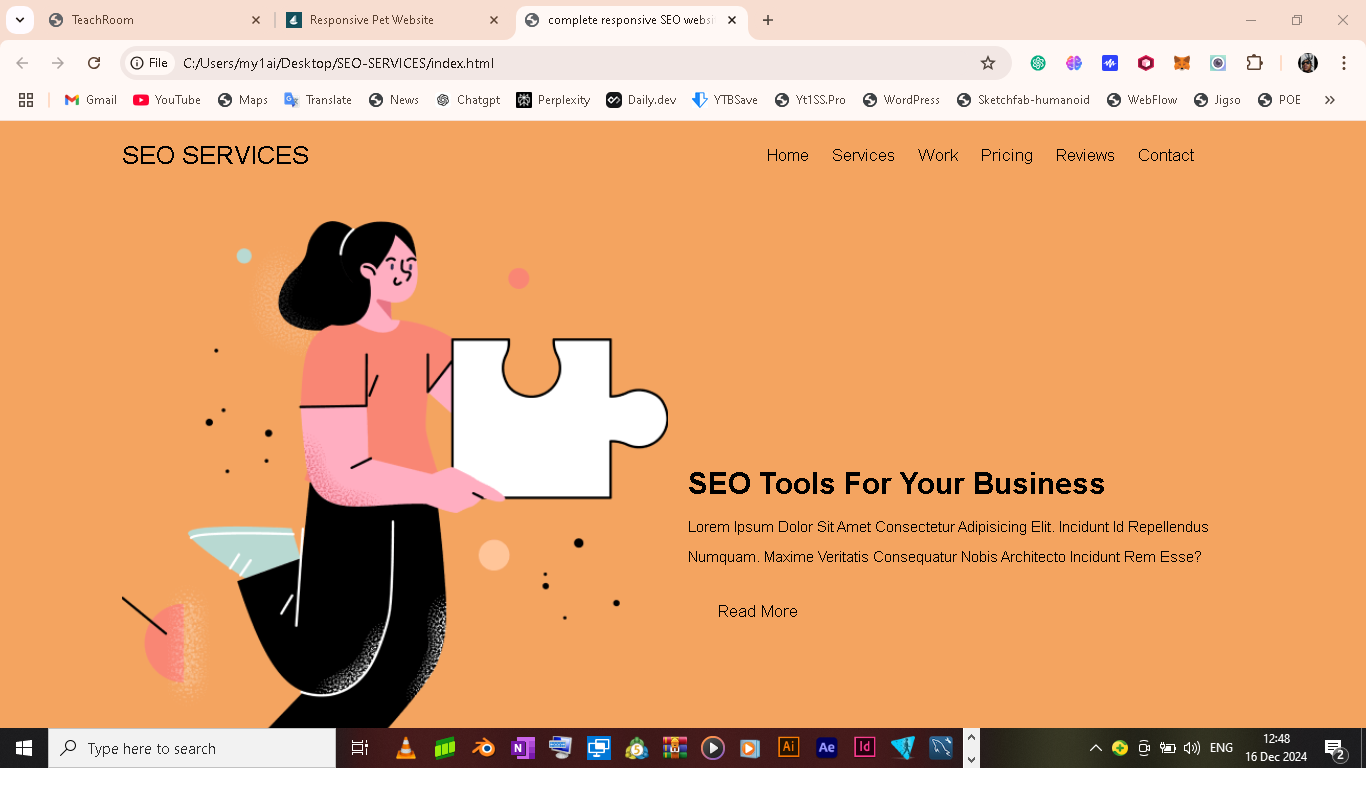 TeachRoom
Responsive Pet Website
complete responsive SEO websi
File
C:/Users/my1ai/Desktop/SEO-SERVICES/index.html
Gmail YouTube Maps Translate News Chatgpt Perplexity Daily.dev YTBSave Yt1SS.Pro WordPress Sketchfab-humanoid WebFlow Jigso POE
SEO SERVICES
Home Services Work Pricing Reviews Contact
SEO Tools For Your Business
Lorem Ipsum Dolor Sit Amet Consectetur Adipisicing Elit. Incidunt Id Repellendus
Numquam. Maxime Veritatis Consequatur Nobis Architecto Incidunt Rem Esse?
Read More
Type here to search
N
Ai
Ae
Id
ENG
12:48
16 Dec 2024
2